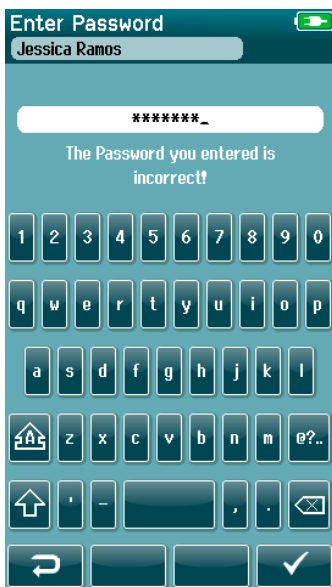 Enter Password
Jessica Ramos
*******_
The Password you entered is
incorrect!
1 2 3 4 5 6 7 8 9 0
q w e r t y u i o p
a s d f g h j k l
A z x c v b n m @?..
' - , .